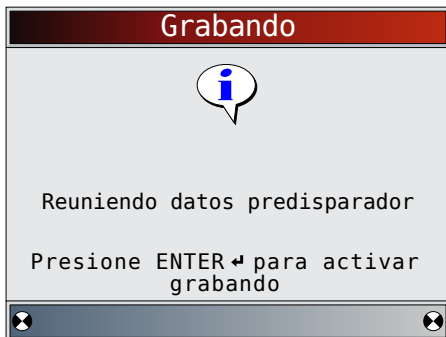 Grabando
Reuniendo datos predisparador
Presione ENTER↵ para activar
grabando